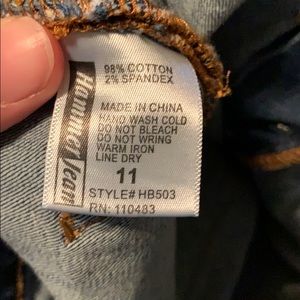 Hammer Jeans
98% COTTON
2% SPANDEX
MADE IN CHINA
HAND WASH COLD
DO NOT BLEACH
DO NOT WRING
WARM IRON
LINE DRY
11
STYLE# HB503
RN: 110483